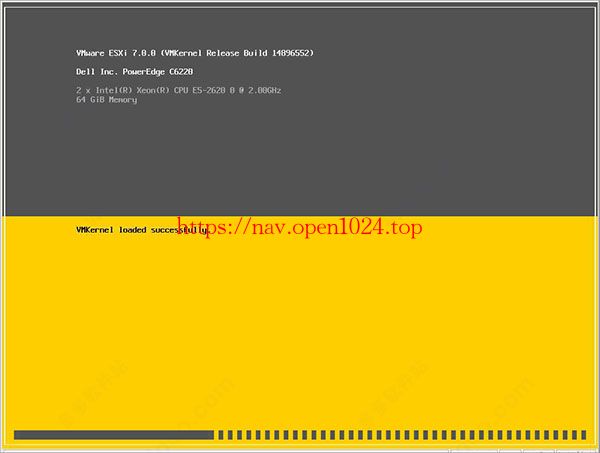 VMware ESXi 7.0.0 (VMKernel Release Build 14896552)
Dell Inc. PowerEdge C6220
2 x Intel(R) Xeon(R) CPU E5-2620 0 @ 2.00GHz
64 GiB Memory
VMKernel loaded successfully.
https://nav.open1024.top